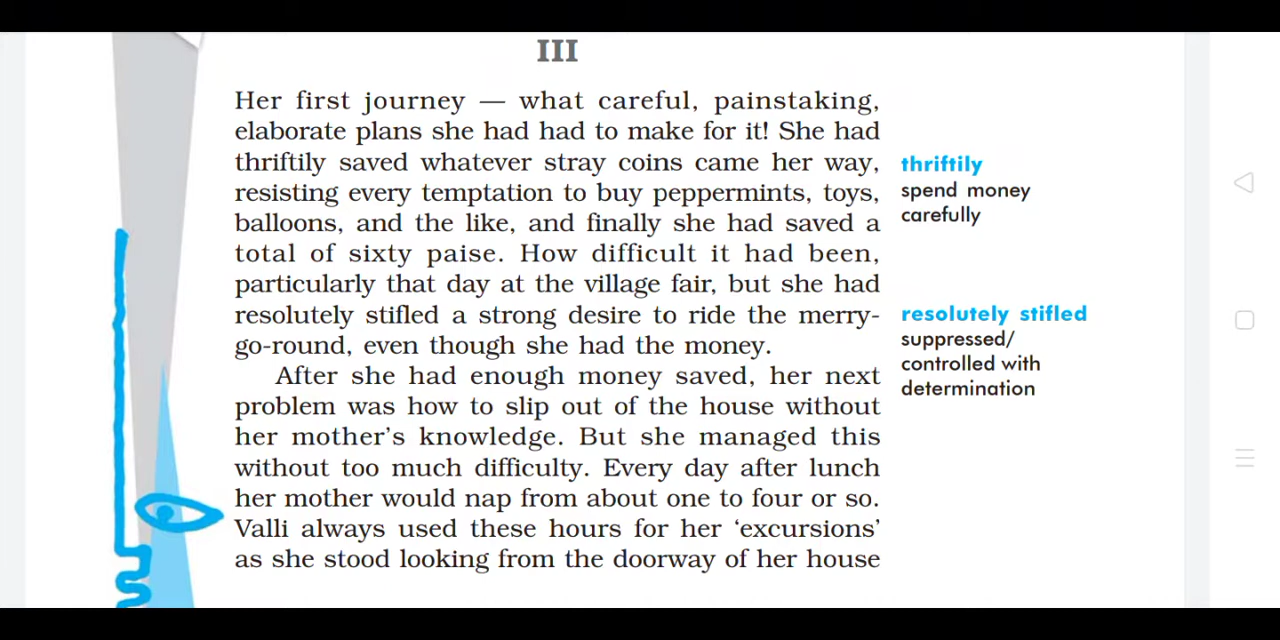 III
Her first journey — what careful, painstaking,
elaborate plans she had had to make for it! She had
thriftily saved whatever stray coins came her way,
resisting every temptation to buy peppermints, toys,
balloons, and the like, and finally she had saved a
total of sixty paise. How difficult it had been,
particularly that day at the village fair, but she had
resolutely stifled a strong desire to ride the merry-
go-round, even though she had the money.
After she had enough money saved, her next
problem was how to slip out of the house without
her mother's knowledge. But she managed this
without too much difficulty. Every day after lunch
her mother would nap from about one to four or so.
Valli always used these hours for her 'excursions'
as she stood looking from the doorway of her house
thriftily
spend money
carefully
resolutely stifled
suppressed/
controlled with
determination